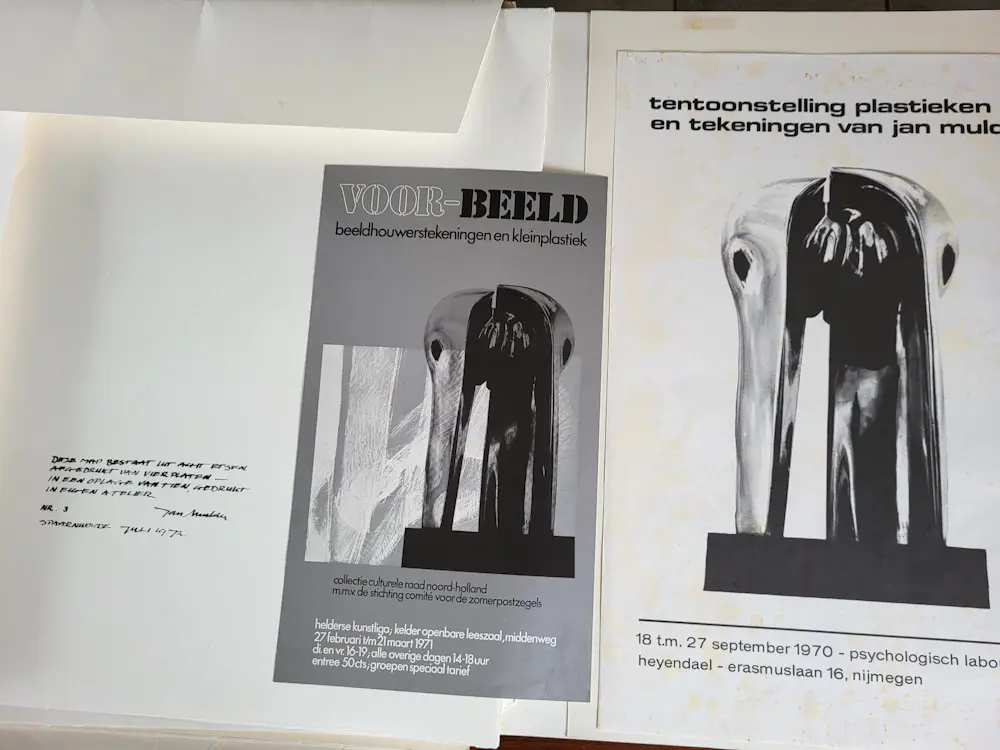 DEZE MAP BESTAAT UIT ACHT ETSEN
AFGEDRUKT VAN VIER PLATEN —
IN EEN OPLAGE VAN TIEN, GEDRUKT
IN EIGEN ATELIER
NR. 3 Jan Mulder
SPAARNWOUDE JULI 1972
VOOR-BEELD
beeldhouwerstekeningen en kleinplastiek
collectie culturele raad noord-holland
m.m.v. de stichting comité voor de zomerpostzegels
helderse kunstliga; kelder openbare leeszaal, middenweg
27 februari t/m 21 maart 1971
di. en vr. 16-19; alle overige dagen 14-18 uur
entree 50cts; groepen speciaal tarief
tentoonstelling plastieken
en tekeningen van jan muld
18 t.m. 27 september 1970 - psychologisch labo
heyendael - erasmuslaan 16, nijmegen